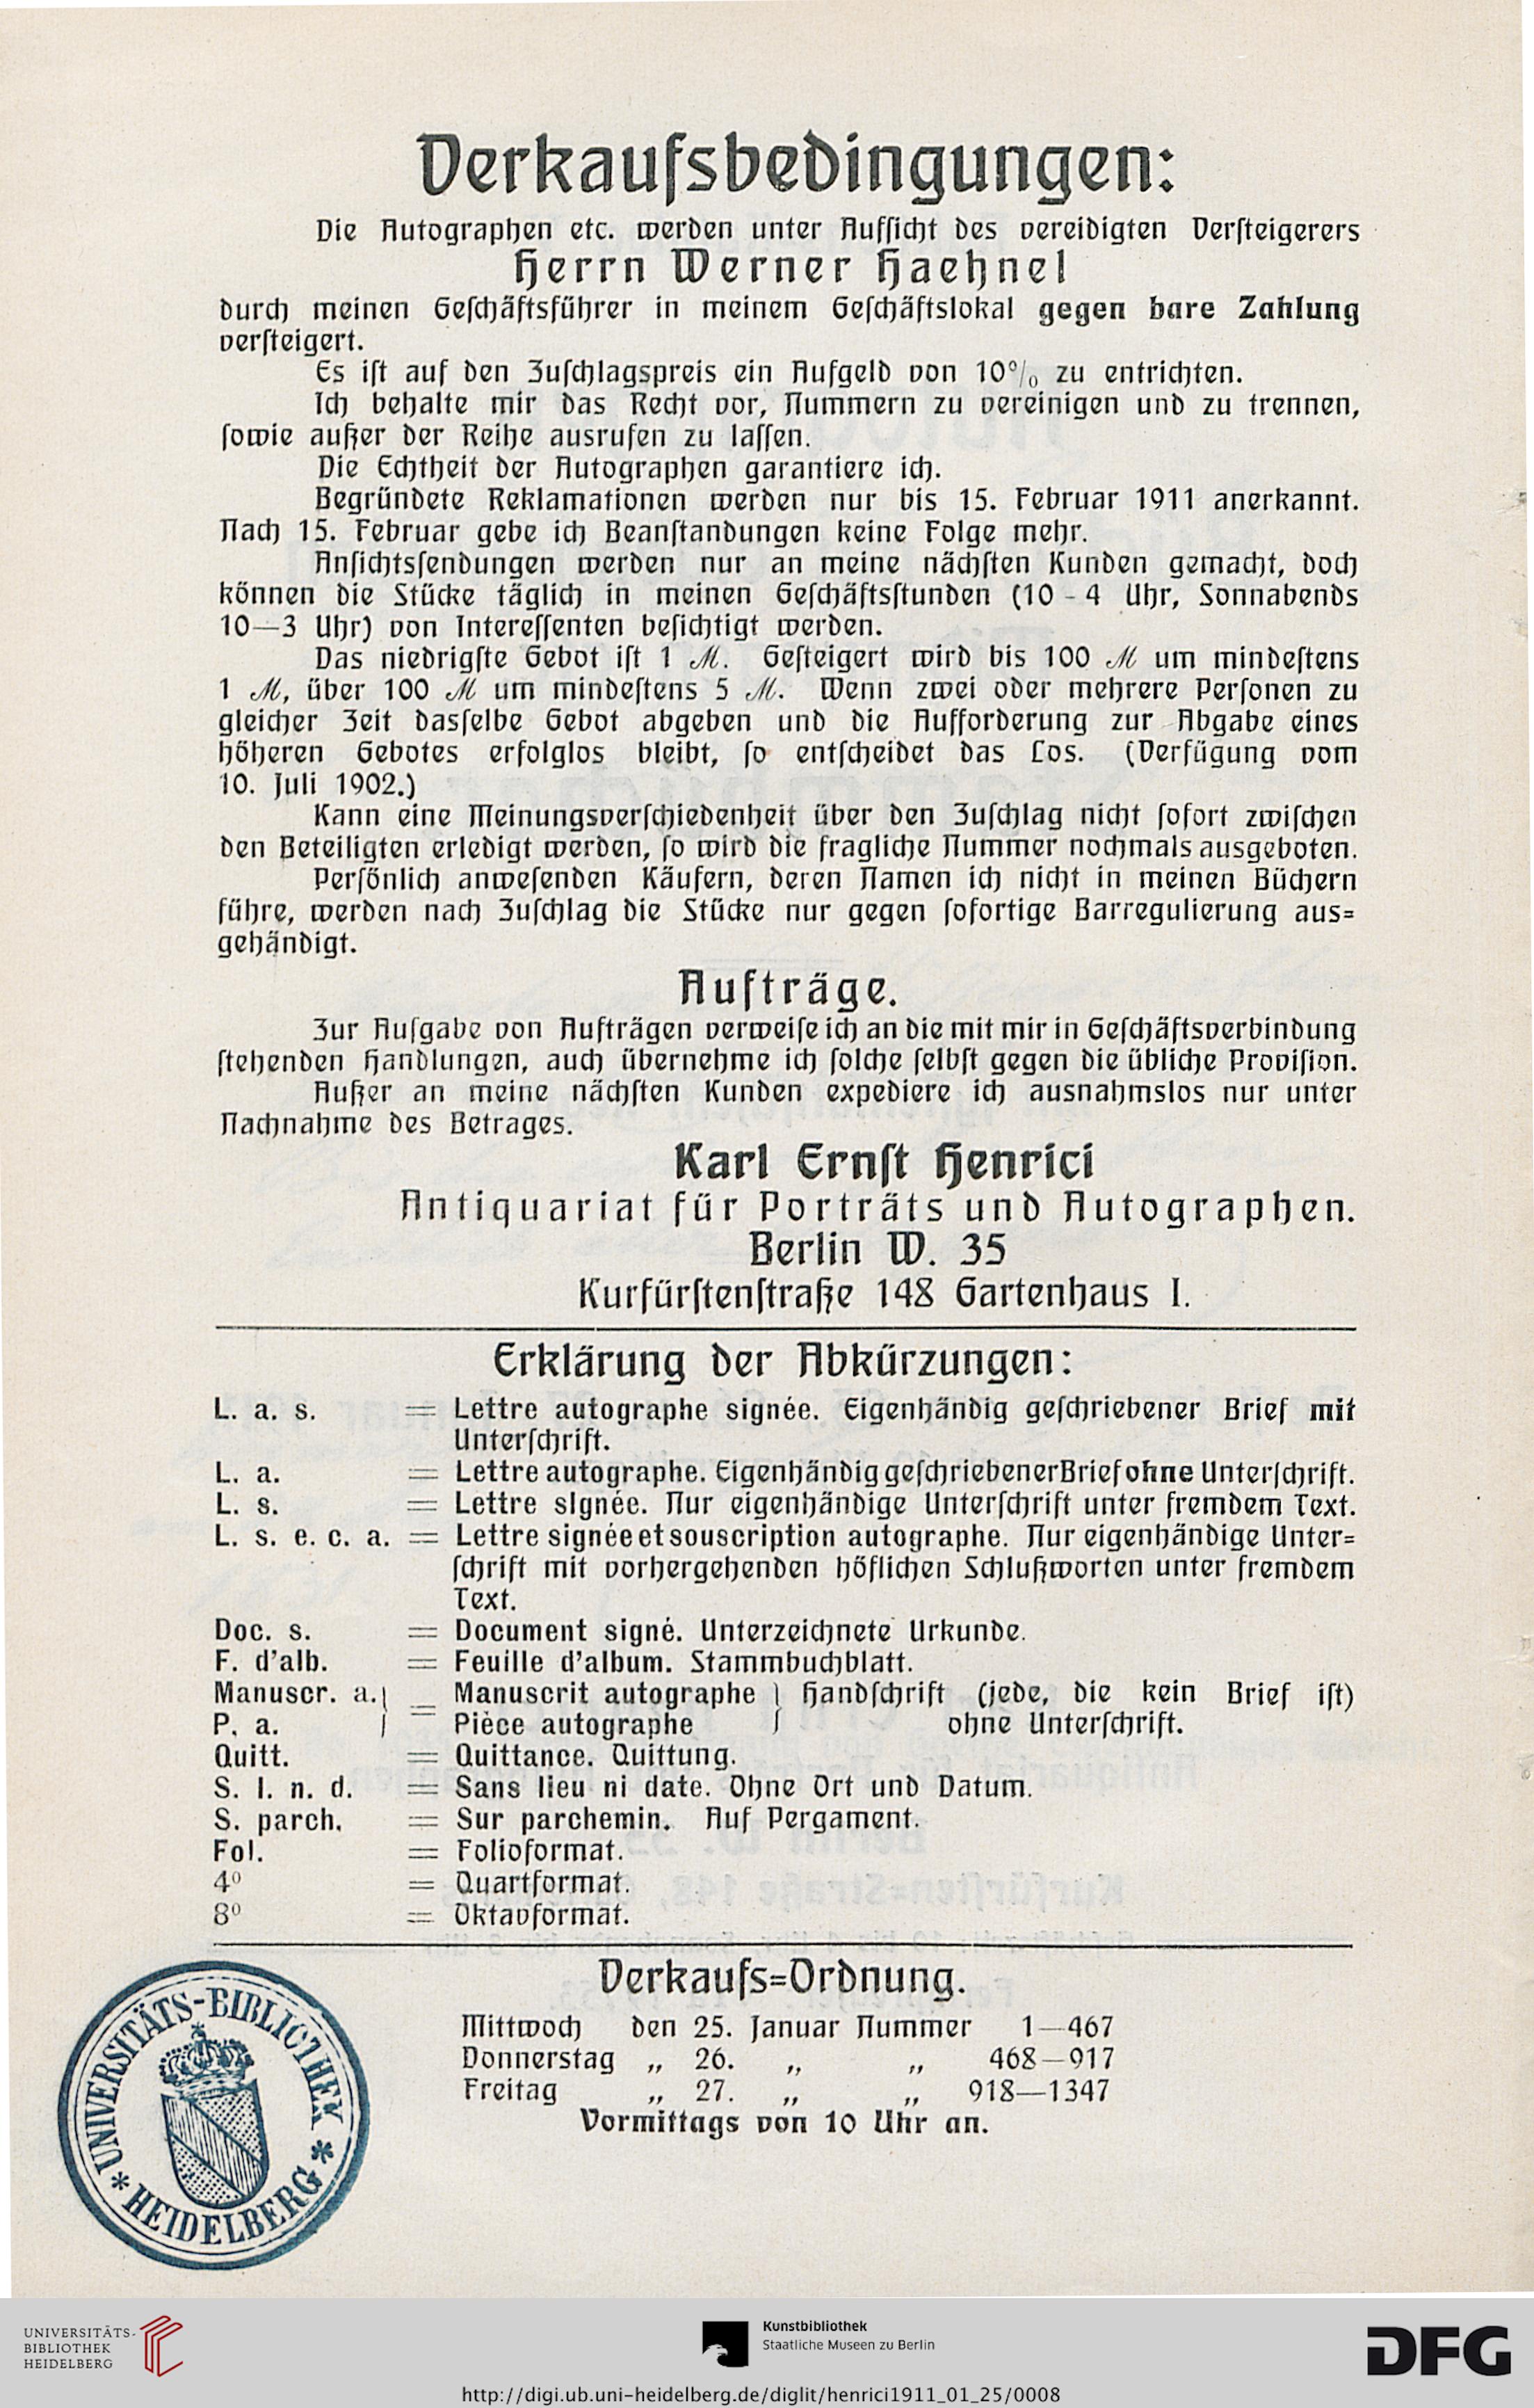 Verkaufsbedingungen:
Die Autographen etc. werden unter Aufſicht des vereidigten Verſteigerers
Herrn Werner Haehnel
durch meinen Geſchäftsführer in meinem Geſchäftslokal gegen bare Zahlung
verſteigert.
Es iſt auf den Zuſchlagspreis ein Aufgeld von 10% zu entrichten.
Ich behalte mir das Recht vor, Nummern zu vereinigen und zu trennen,
ſowie außer der Reihe ausrufen zu laſſen.
Die Echtheit der Autographen garantiere ich.
Begründete Reklamationen werden nur bis 15. Februar 1911 anerkannt.
Nach 15. Februar gebe ich Beanſtandungen keine Folge mehr.
Anſichtsſendungen werden nur an meine nächſten Kunden gemacht, doch
können die Stücke täglich in meinen Geſchäftsſtunden (10-4 Uhr, Sonnabends
10—3 Uhr) von Intereſſenten beſichtigt werden.
Das niedrigſte Gebot iſt 1 ℳ. Geſteigert wird bis 100 ℳ um mindeſtens
1 ℳ, über 100 ℳ um mindeſtens 5 ℳ. Wenn zwei oder mehrere Perſonen zu
gleicher Zeit dasſelbe Gebot abgeben und die Aufforderung zur Abgabe eines
höheren Gebotes erfolglos bleibt, ſo entſcheidet das Los. (Verfügung vom
10. Juli 1902.)
Kann eine Meinungsverſchiedenheit über den Zuſchlag nicht ſofort zwiſchen
den Beteiligten erledigt werden, ſo wird die fragliche Nummer nochmals ausgeboten.
Perſönlich anweſenden Käufern, deren Namen ich nicht in meinen Büchern
führe, werden nach Zuſchlag die Stücke nur gegen ſofortige Barregulierung aus=
gehändigt.
Aufträge.
Zur Aufgabe von Aufträgen verweiſe ich an die mit mir in Geſchäftsverbindung
ſtehenden Handlungen, auch übernehme ich ſolche ſelbſt gegen die übliche Proviſion.
Außer an meine nächſten Kunden expediere ich ausnahmslos nur unter
Nachnahme des Betrages.
Karl Ernſt Henrici
Antiquariat für Porträts und Autographen.
Berlin W. 35
Kurfürſtenſtraße 148 Gartenhaus I.
Erklärung der Abkürzungen:
L. a. s. = Lettre autographe signée. Eigenhändig geſchriebener Brief mit
Unterſchrift.
L. a. = Lettre autographe. Eigenhändig geſchriebener Brief ohne Unterſchrift.
L. s. = Lettre signée. Nur eigenhändige Unterſchrift unter fremdem Text.
L. s. e. c. a. = Lettre signée et souscription autographe. Nur eigenhändige Unter=
ſchrift mit vorhergehenden höflichen Schlußworten unter fremdem
Text.
Doc. s. = Document signé. Unterzeichnete Urkunde.
F. d'alb. = Feuille d'album. Stammbuchblatt.
Manuscr. a. } = Manuscrit autographe } Handſchrift (jede, die kein Brief iſt)
P. a. Pièce autographe ohne Unterſchrift.
Quitt. = Quittance. Quittung.
S. l. n. d. = Sans lieu ni date. Ohne Ort und Datum.
S. parch. = Sur parchemin. Auf Pergament.
Fol. = Folioformat.
4⁰ = Quartformat.
8⁰ = Oktavformat.
Verkaufs=Ordnung.
Mittwoch den 25. Januar Nummer 1—467
Donnerstag „ 26. „ „ 468—917
Freitag „ 27. „ „ 918—1347
Vormittags von 10 Uhr an.
UNIVERSITÄTS-BIBLIOTHEK
* HEIDELBERG *
UNIVERSITÄTS-
BIBLIOTHEK
HEIDELBERG
Kunstbibliothek
Staatliche Museen zu Berlin
DFG
http://digi.ub.uni-heidelberg.de/diglit/henrici1911_01_25/0008